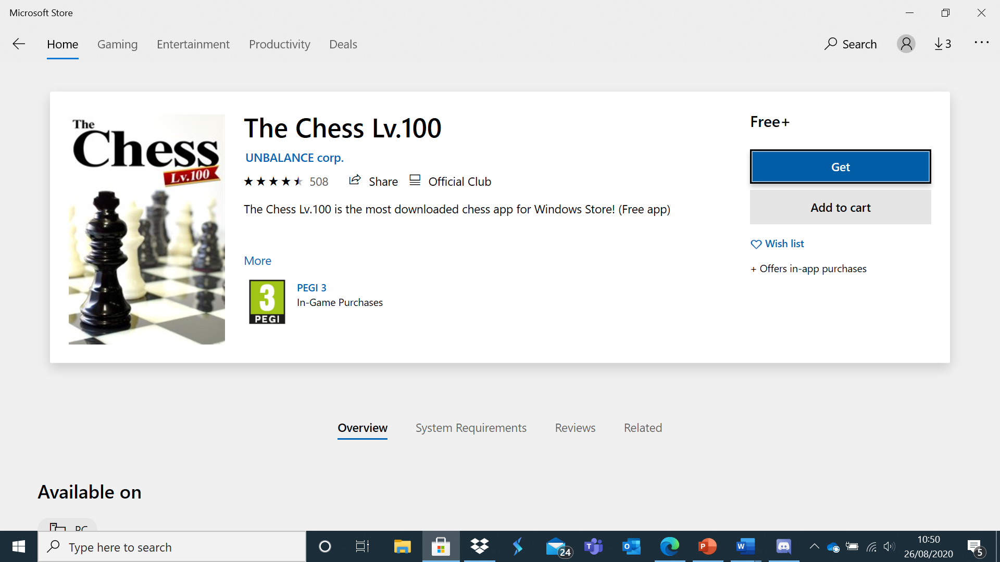 Microsoft Store
Home Gaming Entertainment Productivity Deals
Search 3 ...
The
Chess
Lv.100
The Chess Lv.100
UNBALANCE corp.
508 Share Official Club
The Chess Lv.100 is the most downloaded chess app for Windows Store! (Free app)
More
3
PEGI
PEGI 3
In-Game Purchases
Free+
Get
Add to cart
Wish list
+ Offers in-app purchases
Overview System Requirements Reviews Related
Available on
PC
Type here to search
24
10:50
26/08/2020
5